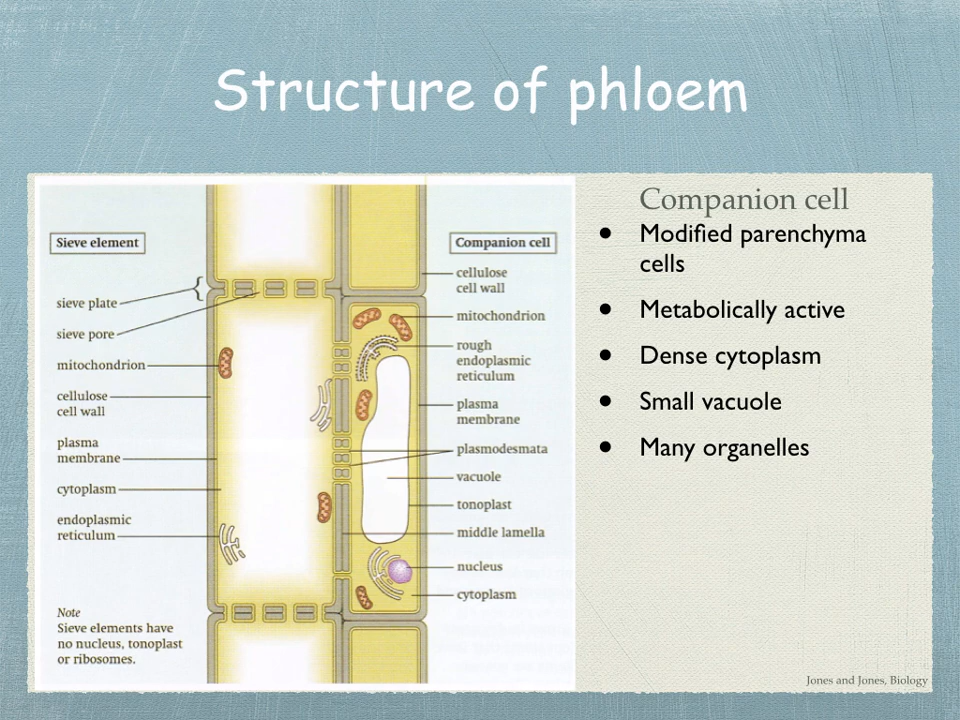 Structure of phloem
Sieve element
sieve plate
sieve pore
mitochondrion
cellulose
cell wall
plasma
membrane
cytoplasm
endoplasmic
reticulum
Note
Sieve elements have
no nucleus, tonoplast
or ribosomes.
Companion cell
cellulose
cell wall
mitochondrion
rough
endoplasmic
reticulum
plasma
membrane
plasmodesmata
vacuole
tonoplast
middle lamella
nucleus
cytoplasm
Companion cell
• Modified parenchyma
cells
• Metabolically active
• Dense cytoplasm
• Small vacuole
• Many organelles
Jones and Jones, Biology